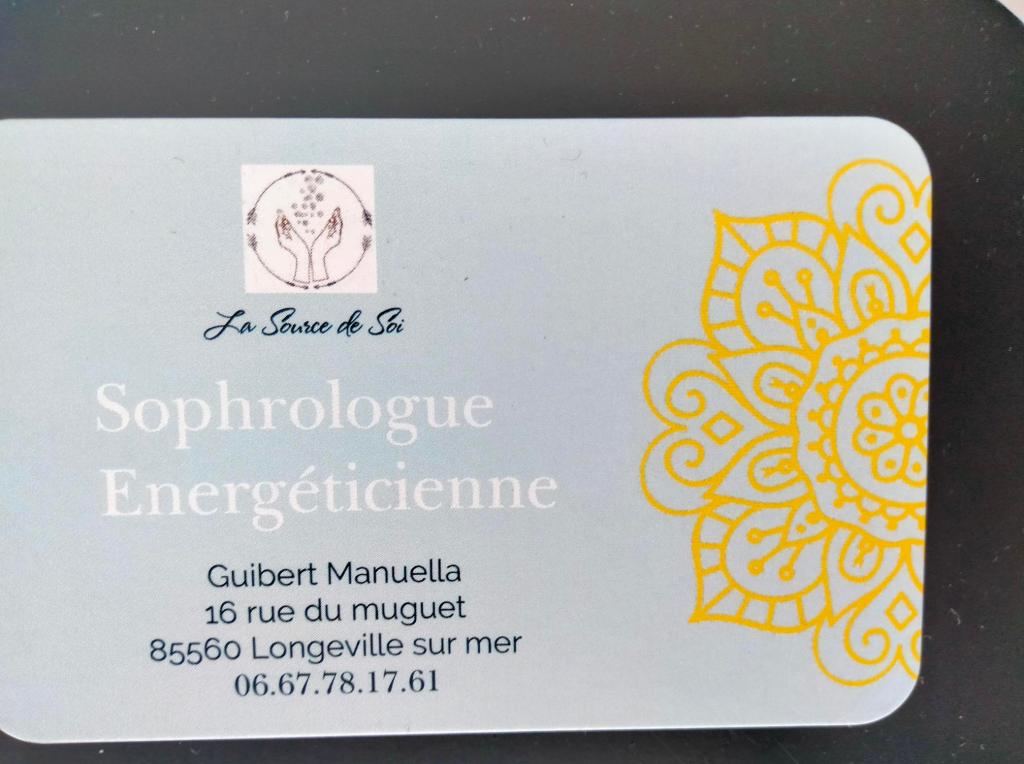 La Source de Soi
Sophrologue
Energéticienne
Guibert Manuella
16 rue du muguet
85560 Longeville sur mer
06.67.78.17.61